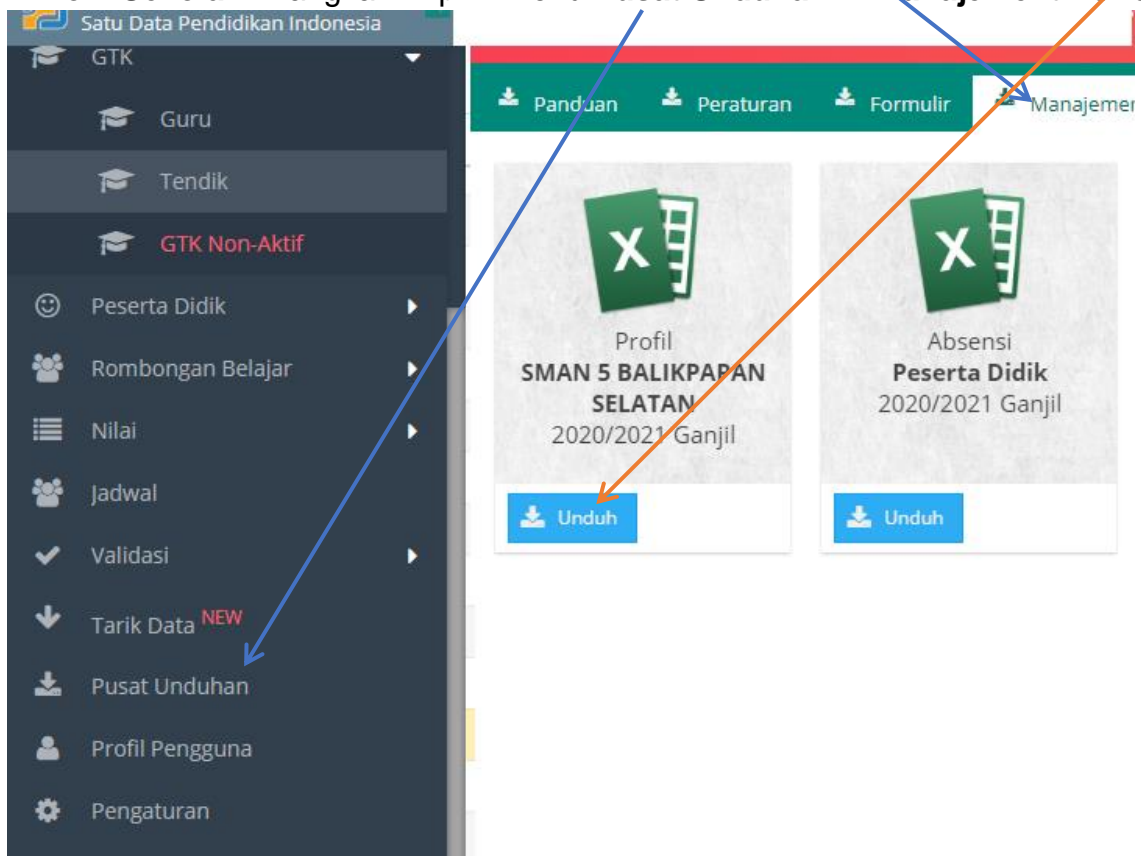 Satu Data Pendidikan Indonesia
GTK
Guru
Tendik
GTK Non-Aktif
Peserta Didik
Rombongan Belajar
Nilai
Jadwal
Validasi
Tarik Data NEW
Pusat Unduhan
Profil Pengguna
Pengaturan
Panduan
Peraturan
Formulir
Manajemen
Profil
SMAN 5 BALIKPAPAN
SELATAN
2020/2021 Ganjil
Unduh
Absensi
Peserta Didik
2020/2021 Ganjil
Unduh